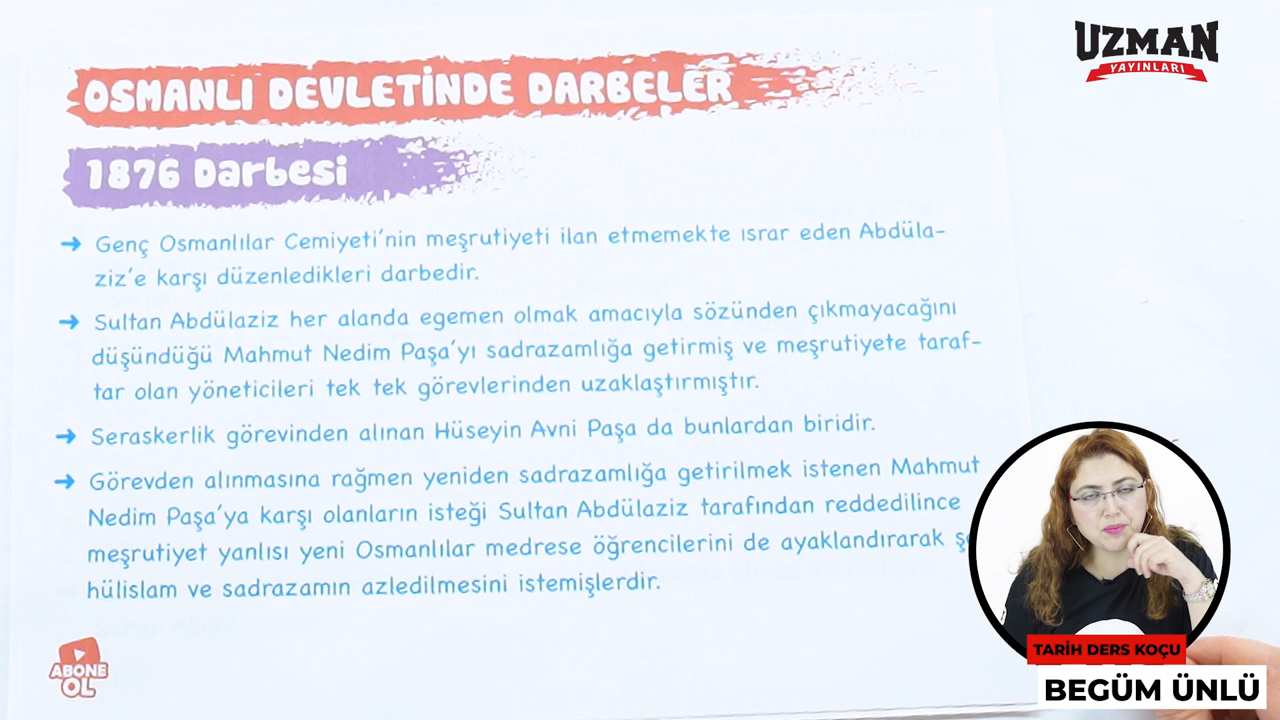 UZMAN
YAYINLARI
OSMANLI DEVLETİNDE DARBELER
1876 Darbesi
→ Genç Osmanlılar Cemiyeti'nin meşrutiyeti ilan etmemekte ısrar eden Abdüla-
ziz'e karşı düzenledikleri darbedir.
→ Sultan Abdülaziz her alanda egemen olmak amacıyla sözünden çıkmayacağını
düşündüğü Mahmut Nedim Paşa'yı sadrazamlığa getirmiş ve meşrutiyete taraf-
tar olan yöneticileri tek tek görevlerinden uzaklaştırmıştır.
→ Seraskerlik görevinden alınan Hüseyin Avni Paşa da bunlardan biridir.
→ Görevden alınmasına rağmen yeniden sadrazamlığa getirilmek istenen Mahmut
Nedim Paşa'ya karşı olanların isteği Sultan Abdülaziz tarafından reddedilince
meşrutiyet yanlısı yeni Osmanlılar medrese öğrencilerini de ayaklandırarak
hülislam ve sadrazamın azledilmesini istemişlerdir.
ABONE
OL
TARİH DERS KOÇU
BEGÜM ÜNLÜ